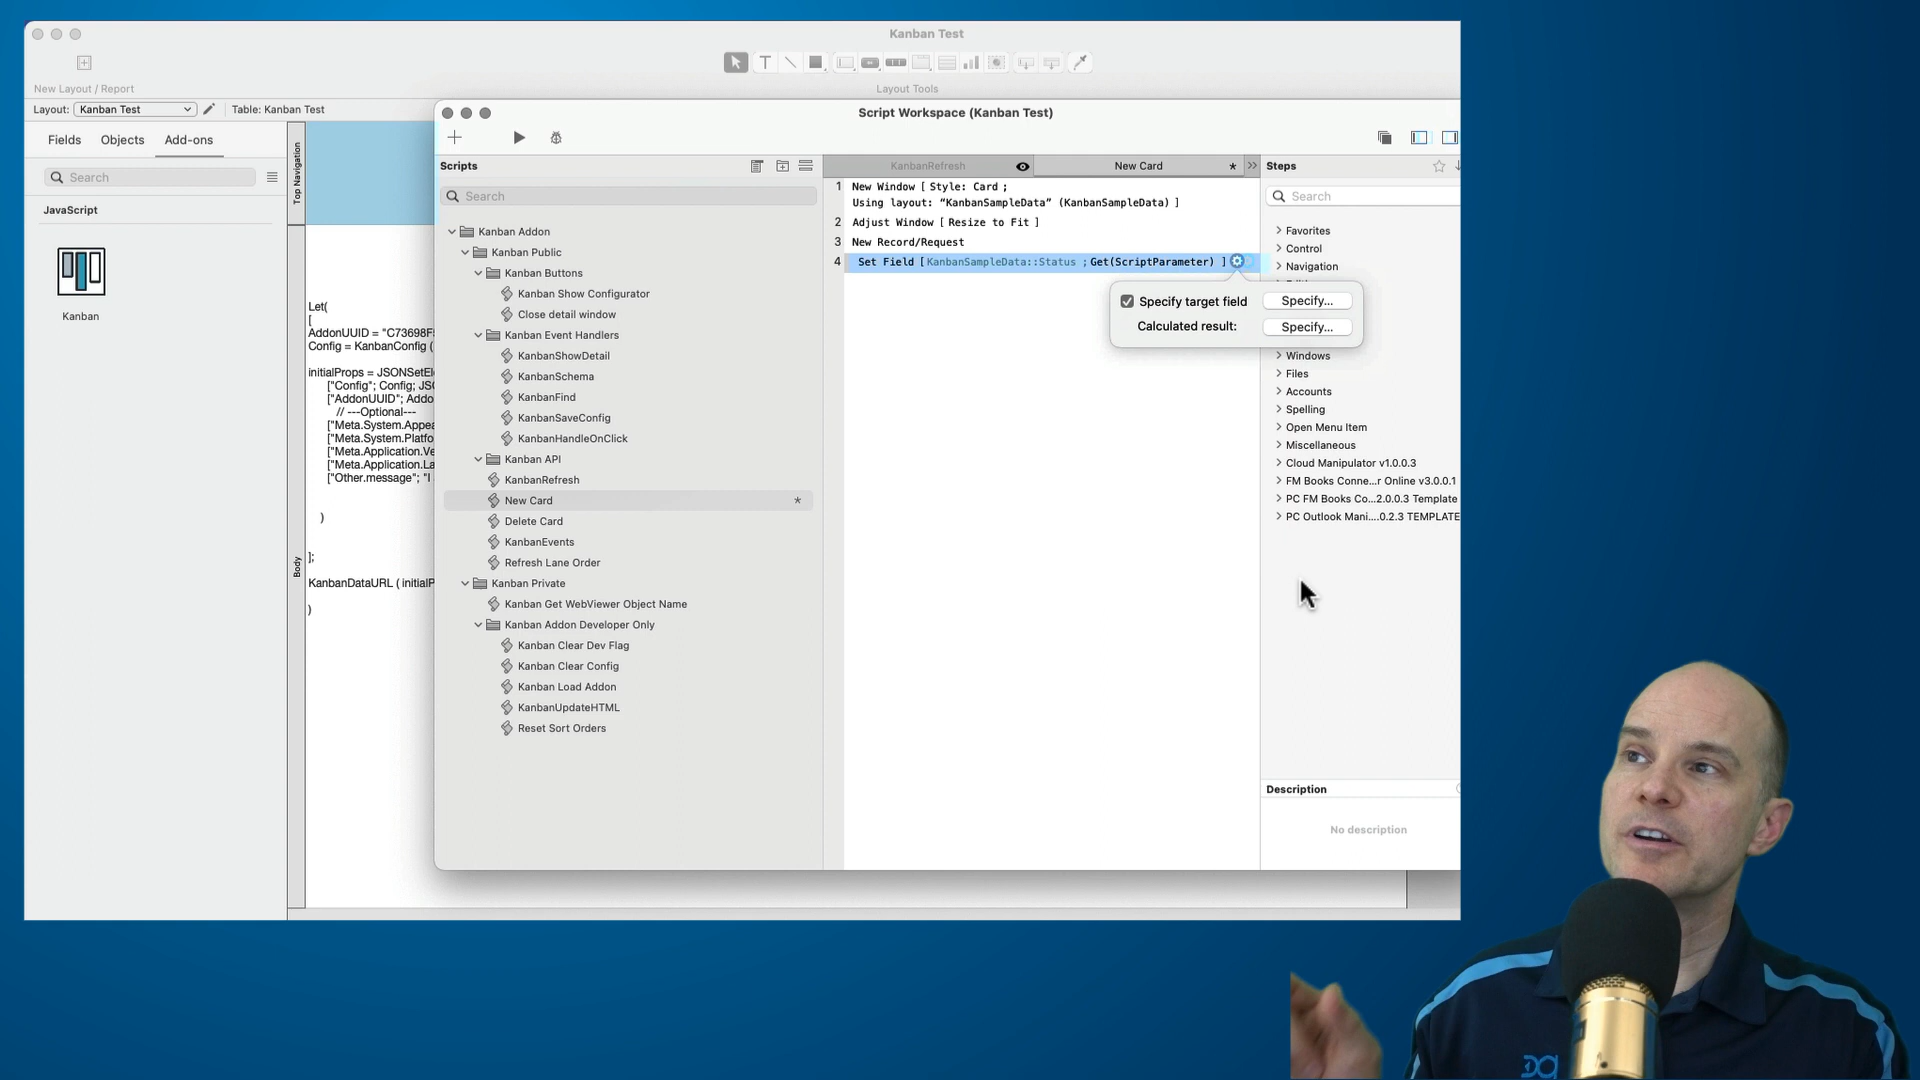 Kanban Test
New Layout / Report
Layout Tools
Layout: Kanban Test
Table: Kanban Test
Fields
Objects
Add-ons
Search
JavaScript
Kanban
Top Navigation
Body
Let(
[
AddonUUID = "C73698F
Config = KanbanConfig (
initialProps = JSONSetEl
["Config"; Config; JS
["AddonUUID"; Addo
// ---Optional---
["Meta.System.Appea
["Meta.System.Platfo
["Meta.Application.Ve
["Meta.Application.La
["Other.message"; "I
)
];
KanbanDataURL ( initialP
)
Script Workspace (Kanban Test)
Scripts
Search
Kanban Addon
Kanban Public
Kanban Buttons
Kanban Show Configurator
Close detail window
Kanban Event Handlers
KanbanShowDetail
KanbanSchema
KanbanFind
KanbanSaveConfig
KanbanHandleOnClick
Kanban API
KanbanRefresh
New Card *
Delete Card
KanbanEvents
Refresh Lane Order
Kanban Private
Kanban Get WebViewer Object Name
Kanban Addon Developer Only
Kanban Clear Dev Flag
Kanban Clear Config
Kanban Load Addon
KanbanUpdateHTML
Reset Sort Orders
KanbanRefresh
New Card *
1 New Window [ Style: Card ;
Using layout: “KanbanSampleData” (KanbanSampleData) ]
2 Adjust Window [ Resize to Fit ]
3 New Record/Request
4 Set Field [ KanbanSampleData::Status ; Get(ScriptParameter) ]
Specify target field Specify...
Calculated result: Specify...
Steps
Search
Favorites
Control
Navigation
Windows
Files
Accounts
Spelling
Open Menu Item
Miscellaneous
Cloud Manipulator v1.0.0.3
FM Books Conne...r Online v3.0.0.1
PC FM Books Co...2.0.0.3 Template
PC Outlook Mani....0.2.3 TEMPLATE
Description
No description